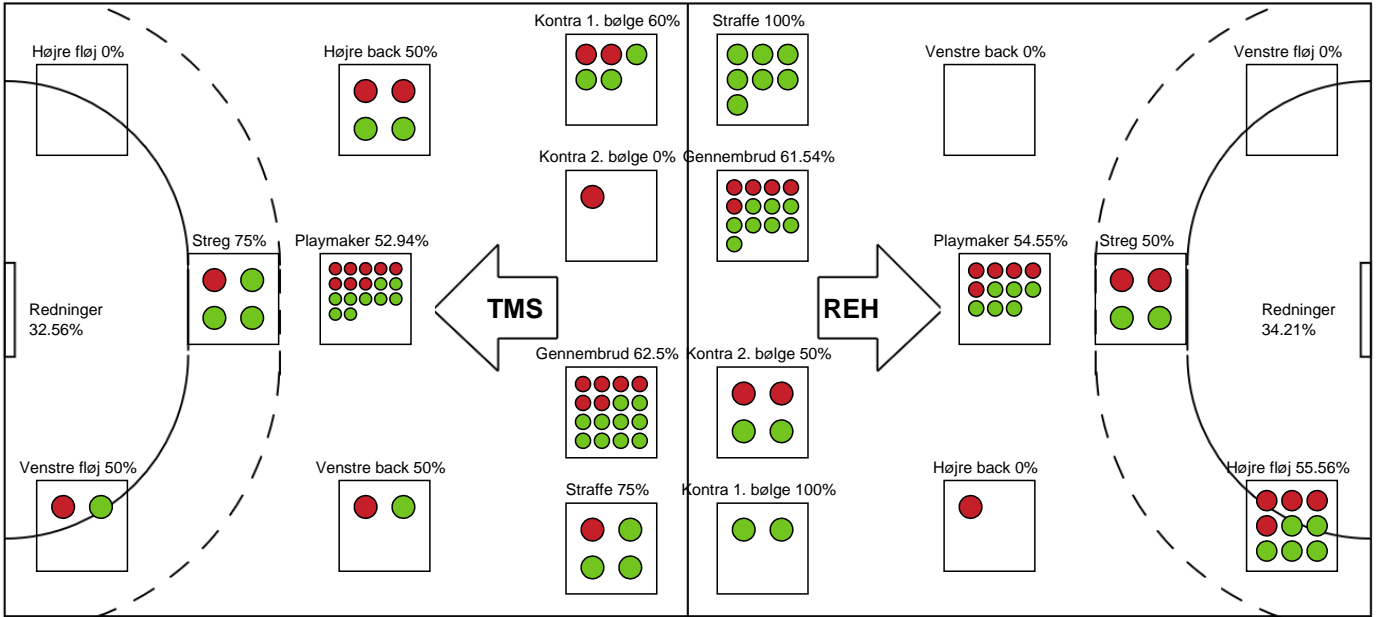 Kontra 1. bølge 60%
Straffe 100%
Højre fløj 0%
Højre back 50%
Venstre back 0%
Venstre fløj 0%
Kontra 2. bølge 0%
Gennembrud 61.54%
Streg 75%
Playmaker 52.94%
Playmaker 54.55%
Streg 50%
Redninger
32.56%
TMS
REH
Redninger
34.21%
Gennembrud 62.5%
Kontra 2. bølge 50%
Venstre fløj 50%
Venstre back 50%
Straffe 75%
Kontra 1. bølge 100%
Højre back 0%
Højre fløj 55.56%